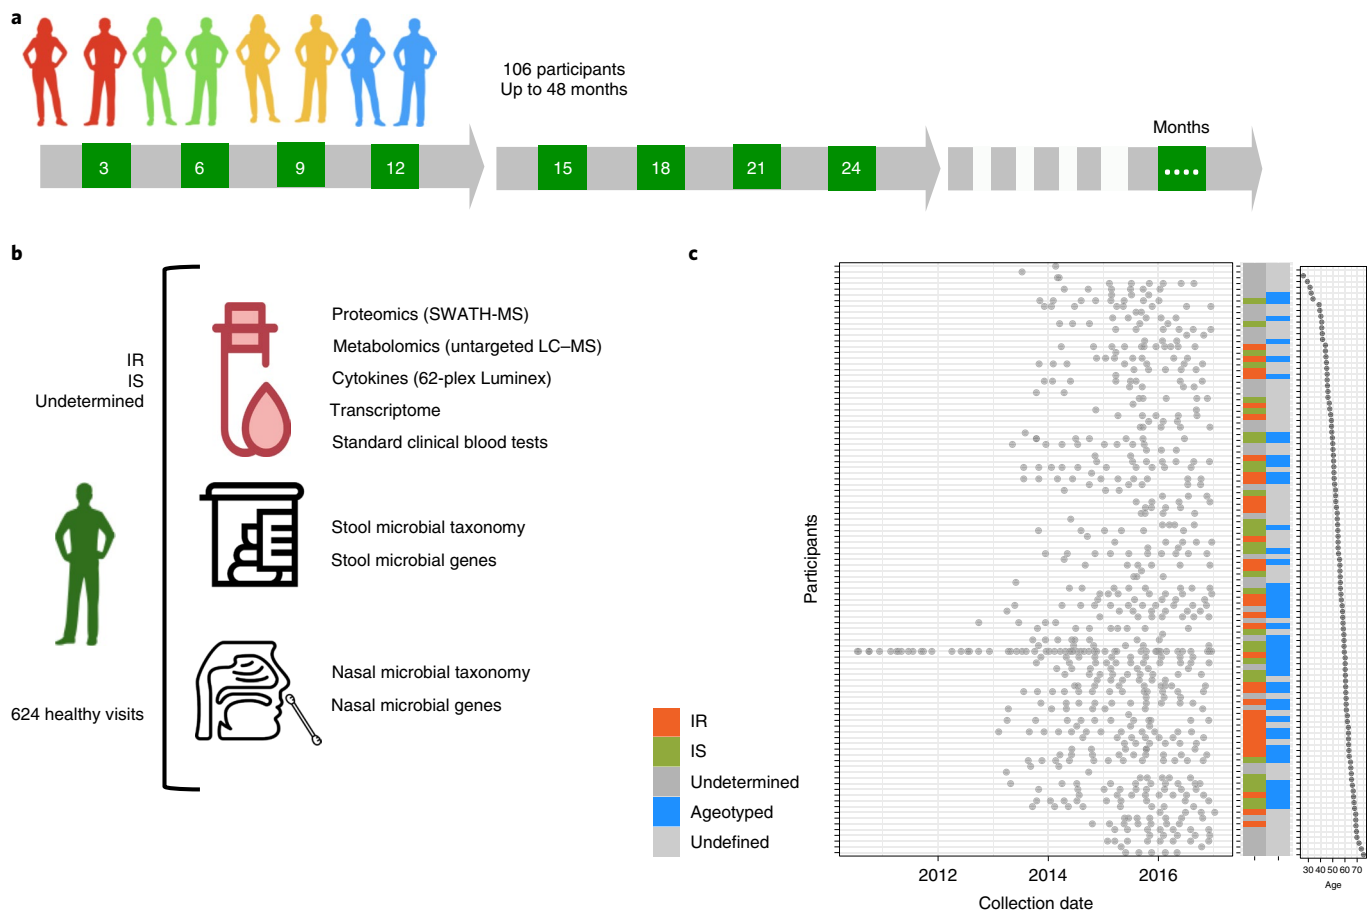 a
106 participants
Up to 48 months
Months
3
6
9
12
15
18
21
24
....
b
IR
IS
Undetermined
624 healthy visits
Proteomics (SWATH-MS)
Metabolomics (untargeted LC–MS)
Cytokines (62-plex Luminex)
Transcriptome
Standard clinical blood tests
Stool microbial taxonomy
Stool microbial genes
Nasal microbial taxonomy
Nasal microbial genes
c
IR
IS
Undetermined
Ageotyped
Undefined
Participants
2012
2014
2016
Collection date
30 40 50 60 70
Age